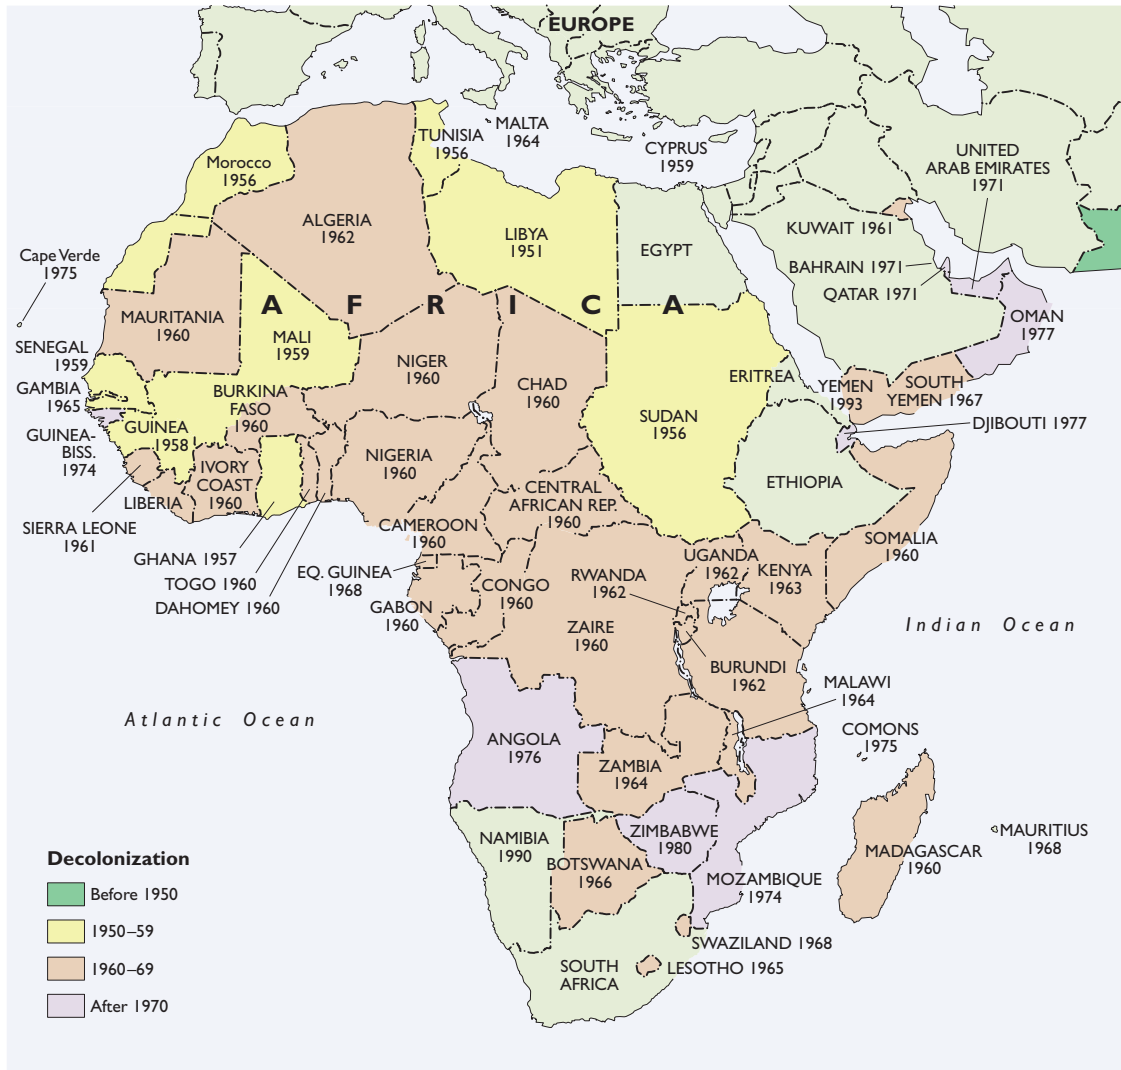 EUROPE
MALTA
1964
TUNISIA
1956
CYPRUS
1959
Morocco
1956
UNITED
ARAB EMIRATES
1971
ALGERIA
1962
LIBYA
1951
EGYPT
KUWAIT 1961
Cape Verde
1975
BAHRAIN 1971
QATAR 1971
AFRICA
MAURITANIA
1960
MALI
1959
OMAN
1977
SENEGAL
1959
NIGER
1960
CHAD
1960
ERITREA
YEMEN
1993
SOUTH
YEMEN 1967
GAMBIA
1965
BURKINA
FASO
1960
SUDAN
1956
DJIBOUTI 1977
GUINEA
1958
GUINEA-
BISS.
1974
NIGERIA
1960
IVORY
COAST
1960
LIBERIA
CENTRAL
AFRICAN REP.
1960
ETHIOPIA
SIERRA LEONE
1961
CAMEROON
1960
SOMALIA
1960
GHANA 1957
UGANDA
1962
KENYA
1963
TOGO 1960
EQ. GUINEA
1968
CONGO
1960
RWANDA
1962
DAHOMEY 1960
GABON
1960
ZAIRE
1960
Indian Ocean
BURUNDI
1962
MALAWI
1964
Atlantic Ocean
ANGOLA
1976
COMONS
1975
ZAMBIA
1964
NAMIBIA
1990
ZIMBABWE
1980
MAURITIUS
1968
MADAGASCAR
1960
BOTSWANA
1966
MOZAMBIQUE
1974
SWAZILAND 1968
SOUTH
AFRICA
LESOTHO 1965
Decolonization
Before 1950
1950–59
1960–69
After 1970